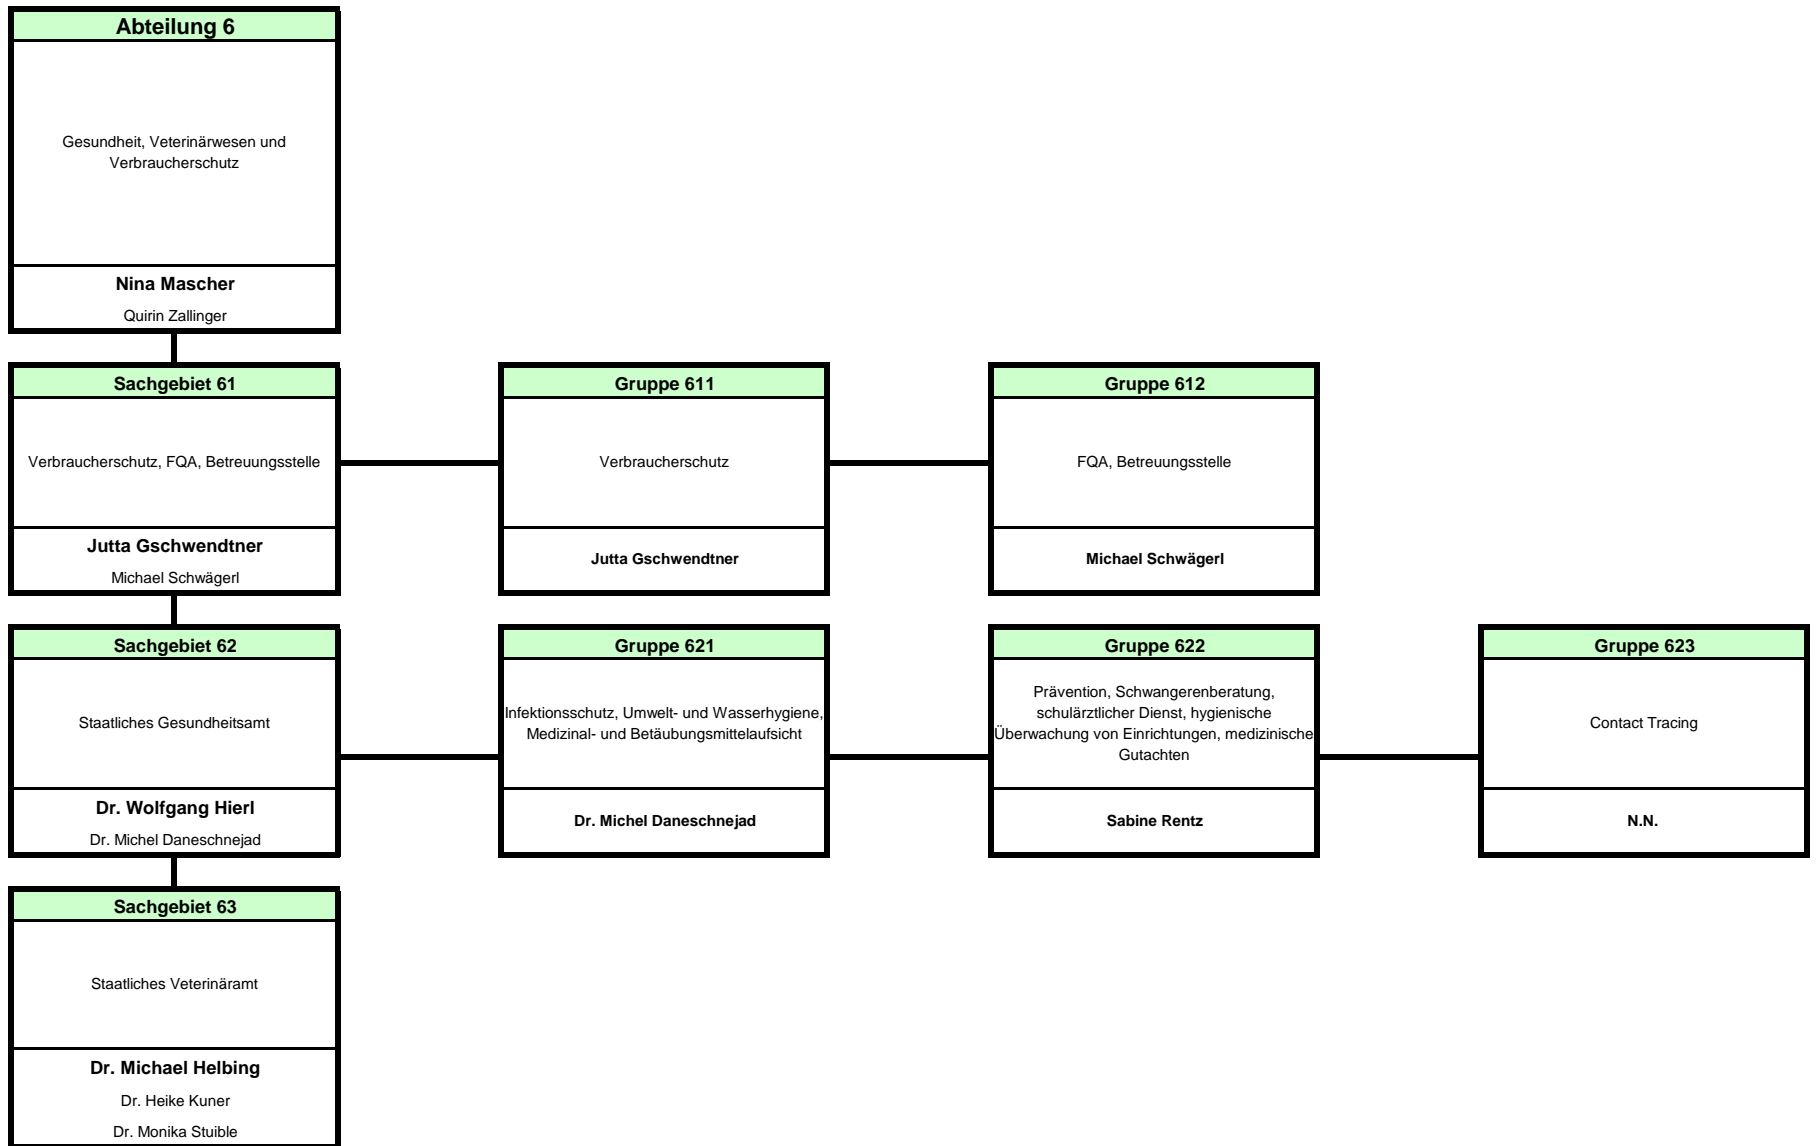 Abteilung 6
Gesundheit, Veterinärwesen und
Verbraucherschutz
Nina Mascher
Quirin Zallinger
Sachgebiet 61
Verbraucherschutz, FQA, Betreuungsstelle
Jutta Gschwendtner
Michael Schwägerl
Gruppe 611
Verbraucherschutz
Jutta Gschwendtner
Gruppe 612
FQA, Betreuungsstelle
Michael Schwägerl
Sachgebiet 62
Staatliches Gesundheitsamt
Dr. Wolfgang Hierl
Dr. Michel Daneschnejad
Gruppe 621
Infektionsschutz, Umwelt- und Wasserhygiene,
Medizinal- und Betäubungsmittelaufsicht
Dr. Michel Daneschnejad
Gruppe 622
Prävention, Schwangerenberatung,
schulärztlicher Dienst, hygienische
Überwachung von Einrichtungen, medizinische
Gutachten
Sabine Rentz
Gruppe 623
Contact Tracing
N.N.
Sachgebiet 63
Staatliches Veterinäramt
Dr. Michael Helbing
Dr. Heike Kuner
Dr. Monika Stuible